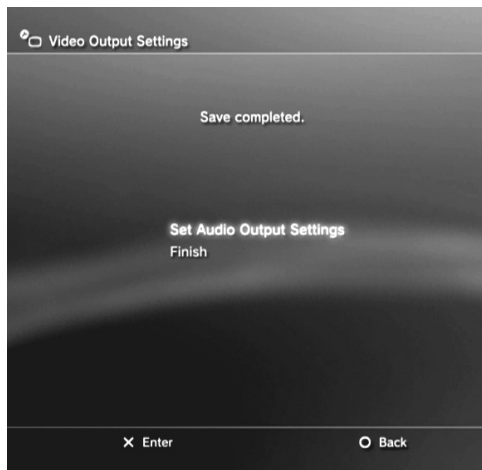 Video Output Settings
Save completed.
Set Audio Output Settings
Finish
Enter
Back